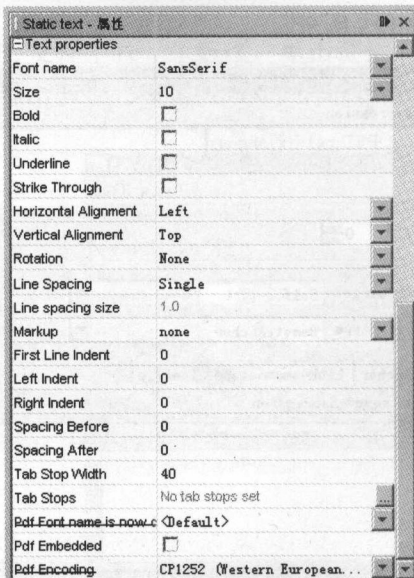 Static text - 属性
Text properties
Font name SansSerif
Size 10
Bold
Italic
Underline
Strike Through
Horizontal Alignment Left
Vertical Alignment Top
Rotation None
Line Spacing Single
Line spacing size 1.0
Markup none
First Line Indent 0
Left Indent 0
Right Indent 0
Spacing Before 0
Spacing After 0
Tab Stop Width 40
Tab Stops No tab stops set ...
Pdf Font name is now <Default>
Pdf Embedded
Pdf Encoding CP1252 (Western European...